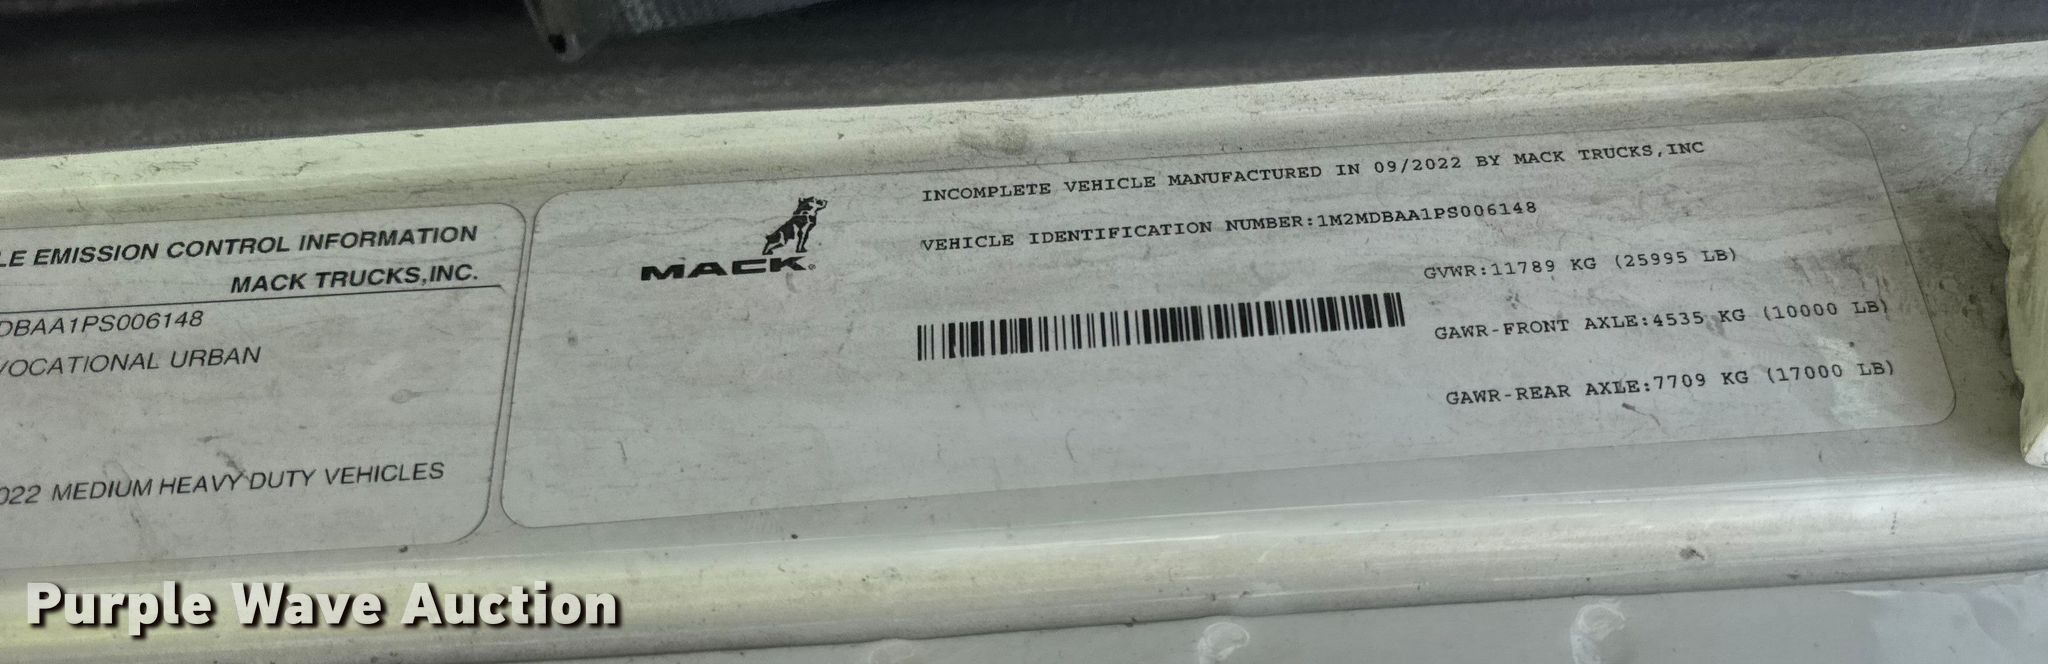 LE EMISSION CONTROL INFORMATION
MACK TRUCKS,INC.
DBAA1PS006148
VOCATIONAL URBAN
022 MEDIUM HEAVY DUTY VEHICLES
MACK
INCOMPLETE VEHICLE MANUFACTURED IN 09/2022 BY MACK TRUCKS,INC
VEHICLE IDENTIFICATION NUMBER:1M2MDBAA1PS006148
GVWR:11789 KG (25995 LB)
GAWR-FRONT AXLE:4535 KG (10000 LB)
GAWR-REAR AXLE:7709 KG (17000 LB)
Purple Wave Auction